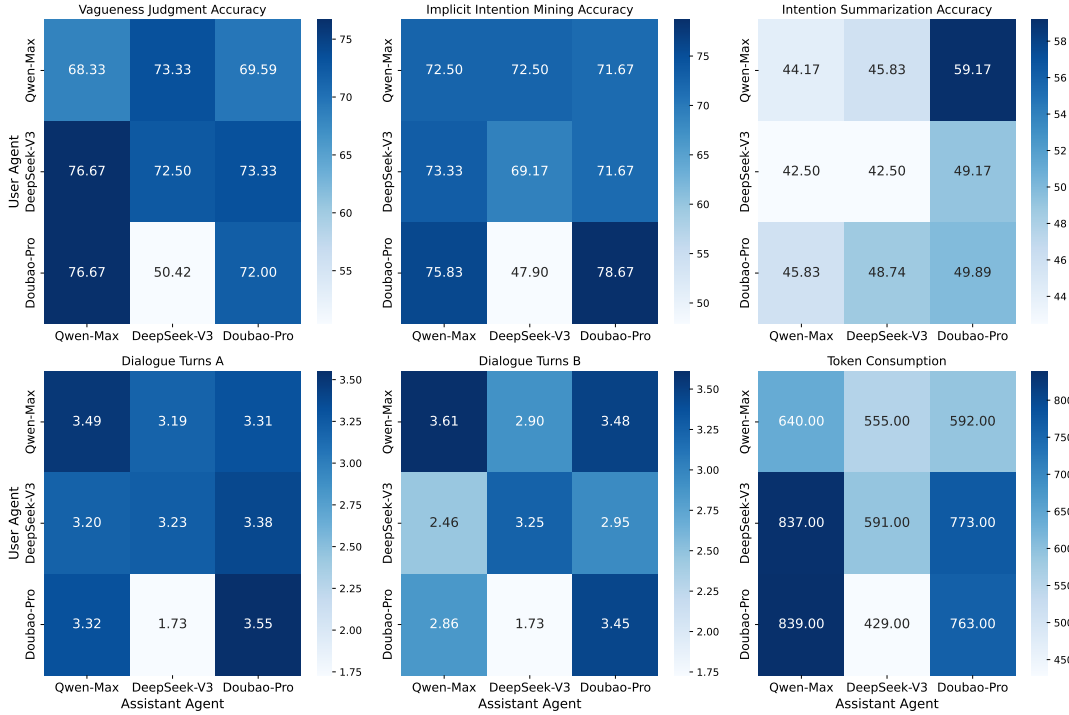 Vagueness Judgment Accuracy
User Agent
Qwen-Max
DeepSeek-V3
Doubao-Pro
68.33 73.33 69.59
76.67 72.50 73.33
76.67 50.42 72.00
Qwen-Max DeepSeek-V3 Doubao-Pro
75
70
65
60
55
Implicit Intention Mining Accuracy
Qwen-Max
DeepSeek-V3
Doubao-Pro
72.50 72.50 71.67
73.33 69.17 71.67
75.83 47.90 78.67
Qwen-Max DeepSeek-V3 Doubao-Pro
75
70
65
60
55
50
Intention Summarization Accuracy
Qwen-Max
DeepSeek-V3
Doubao-Pro
44.17 45.83 59.17
42.50 42.50 49.17
45.83 48.74 49.89
Qwen-Max DeepSeek-V3 Doubao-Pro
58
56
54
52
50
48
46
44
Dialogue Turns A
User Agent
Qwen-Max
DeepSeek-V3
Doubao-Pro
3.49 3.19 3.31
3.20 3.23 3.38
3.32 1.73 3.55
Qwen-Max DeepSeek-V3 Doubao-Pro
Assistant Agent
3.50
3.25
3.00
2.75
2.50
2.25
2.00
1.75
Dialogue Turns B
Qwen-Max
DeepSeek-V3
Doubao-Pro
3.61 2.90 3.48
2.46 3.25 2.95
2.86 1.73 3.45
Qwen-Max DeepSeek-V3 Doubao-Pro
Assistant Agent
3.50
3.25
3.00
2.75
2.50
2.25
2.00
1.75
Token Consumption
Qwen-Max
DeepSeek-V3
Doubao-Pro
640.00 555.00 592.00
837.00 591.00 773.00
839.00 429.00 763.00
Qwen-Max DeepSeek-V3 Doubao-Pro
Assistant Agent
800
750
700
650
600
550
500
450